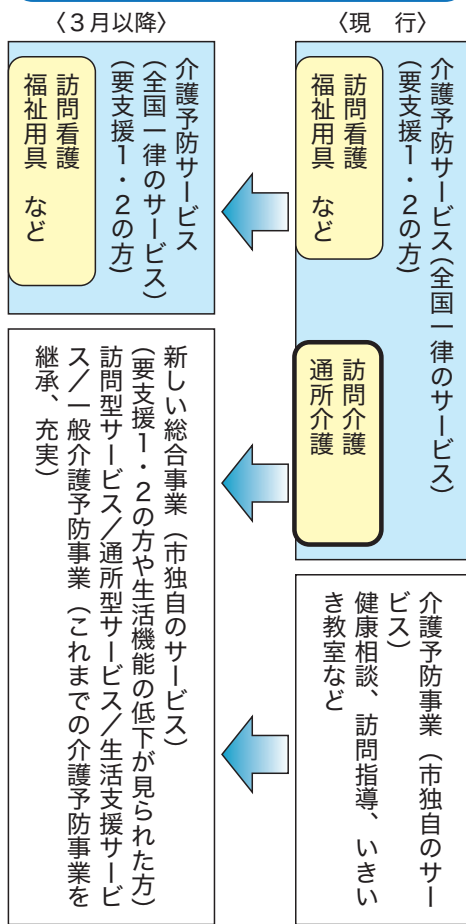 〈現　行〉
介護予防サービス(全国一律のサービス)
(要支援1・2の方)
訪問看護
福祉用具　など
訪問介護
通所介護
介護予防事業（市独自のサー
ビス）
健康相談、訪問指導、いきい
き教室など
〈3月以降〉
介護予防サービス
(全国一律のサービス)
(要支援1・2の方)
訪問看護
福祉用具　など
新しい総合事業（市独自のサービス）
(要支援1・2の方や生活機能の低下が見られた方)
訪問型サービス/通所型サービス/生活支援サービ
ス/一般介護予防事業（これまでの介護予防事業を
継承、充実）